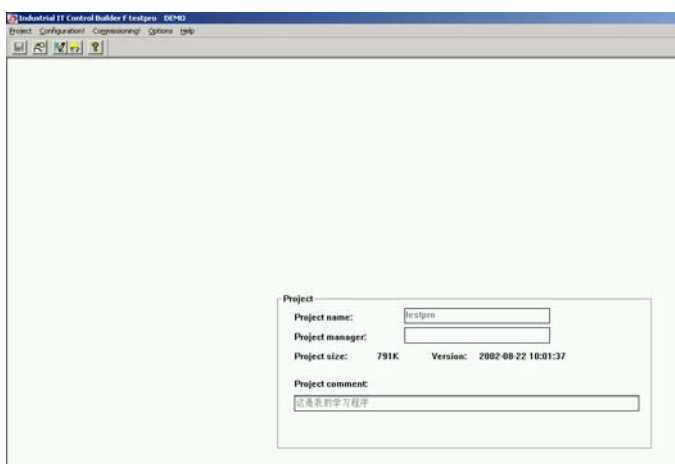 Industrial IT Control Builder F testpro DEMO
Project Configuration! Commissioning! Options Help
Project
Project name: testpro
Project manager:
Project size: 791K Version: 2002-08-22 10:01:37
Project comment:
这是我的学习程序